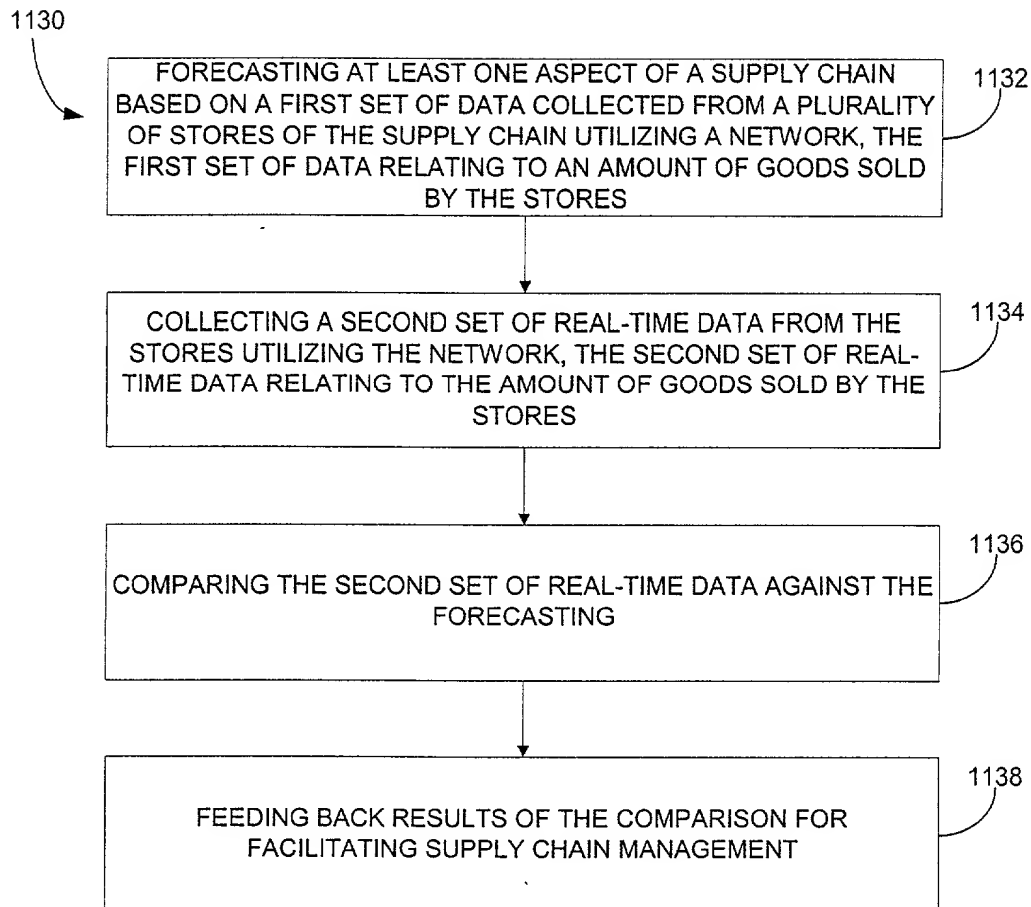 1130
FORECASTING AT LEAST ONE ASPECT OF A SUPPLY CHAIN
BASED ON A FIRST SET OF DATA COLLECTED FROM A PLURALITY
OF STORES OF THE SUPPLY CHAIN UTILIZING A NETWORK, THE
FIRST SET OF DATA RELATING TO AN AMOUNT OF GOODS SOLD
BY THE STORES
1132
COLLECTING A SECOND SET OF REAL-TIME DATA FROM THE
STORES UTILIZING THE NETWORK, THE SECOND SET OF REAL-
TIME DATA RELATING TO THE AMOUNT OF GOODS SOLD BY THE
STORES
1134
COMPARING THE SECOND SET OF REAL-TIME DATA AGAINST THE
FORECASTING
1136
FEEDING BACK RESULTS OF THE COMPARISON FOR
FACILITATING SUPPLY CHAIN MANAGEMENT
1138